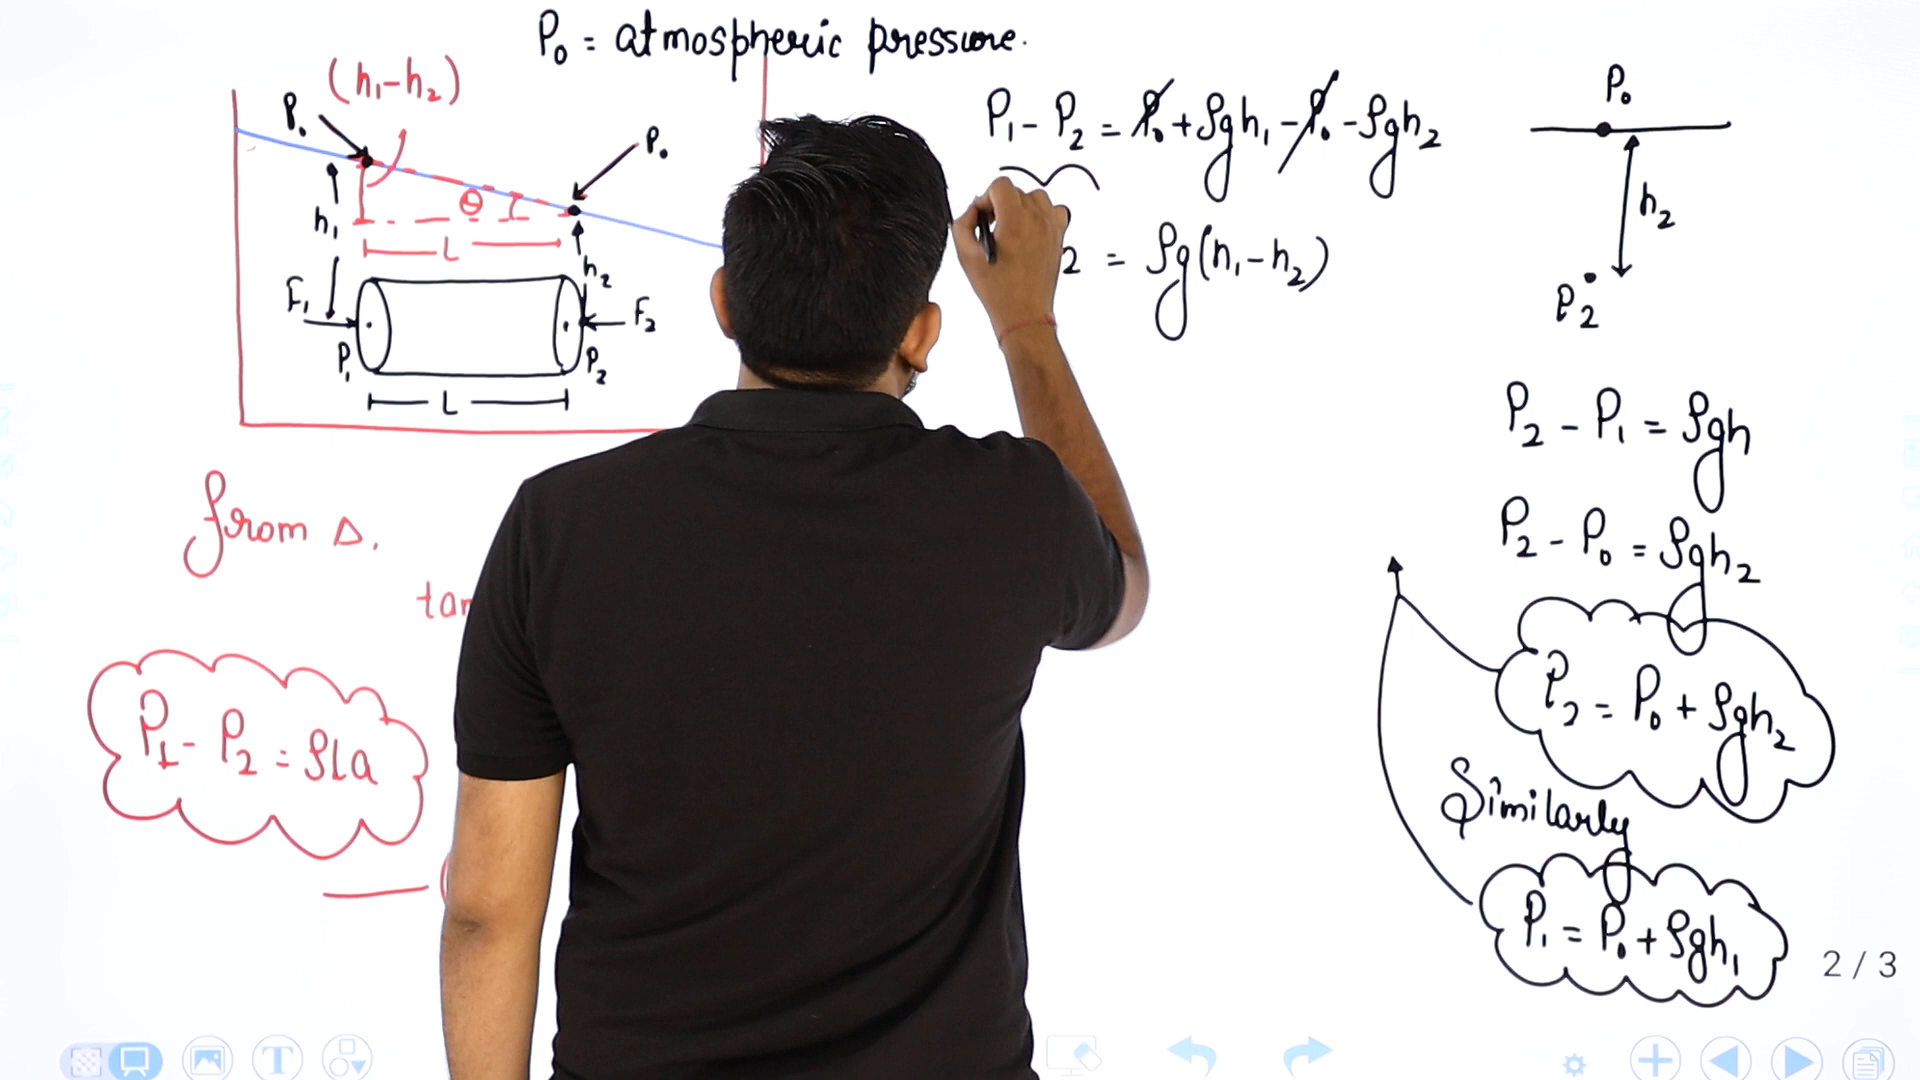 P₀ = atmospheric pressure.
(h₁-h₂)
P₀
P₀
θ
h₁
L
h₂
F₁
F₂
P₁
P₂
L
from Δ,
tan
P₁- P₂ = ρLa
P₁- P₂ = P₀ + ρgh₁ - P₀ - ρgh₂
2 = ρg(h₁-h₂)
P₀
h₂
P₂
P₂ - P₁ = ρgh
P₂ - P₀ = ρgh₂
P₂ = P₀ + ρgh₂
Similarly
P₁ = P₀ + ρgh₁
2 / 3
T